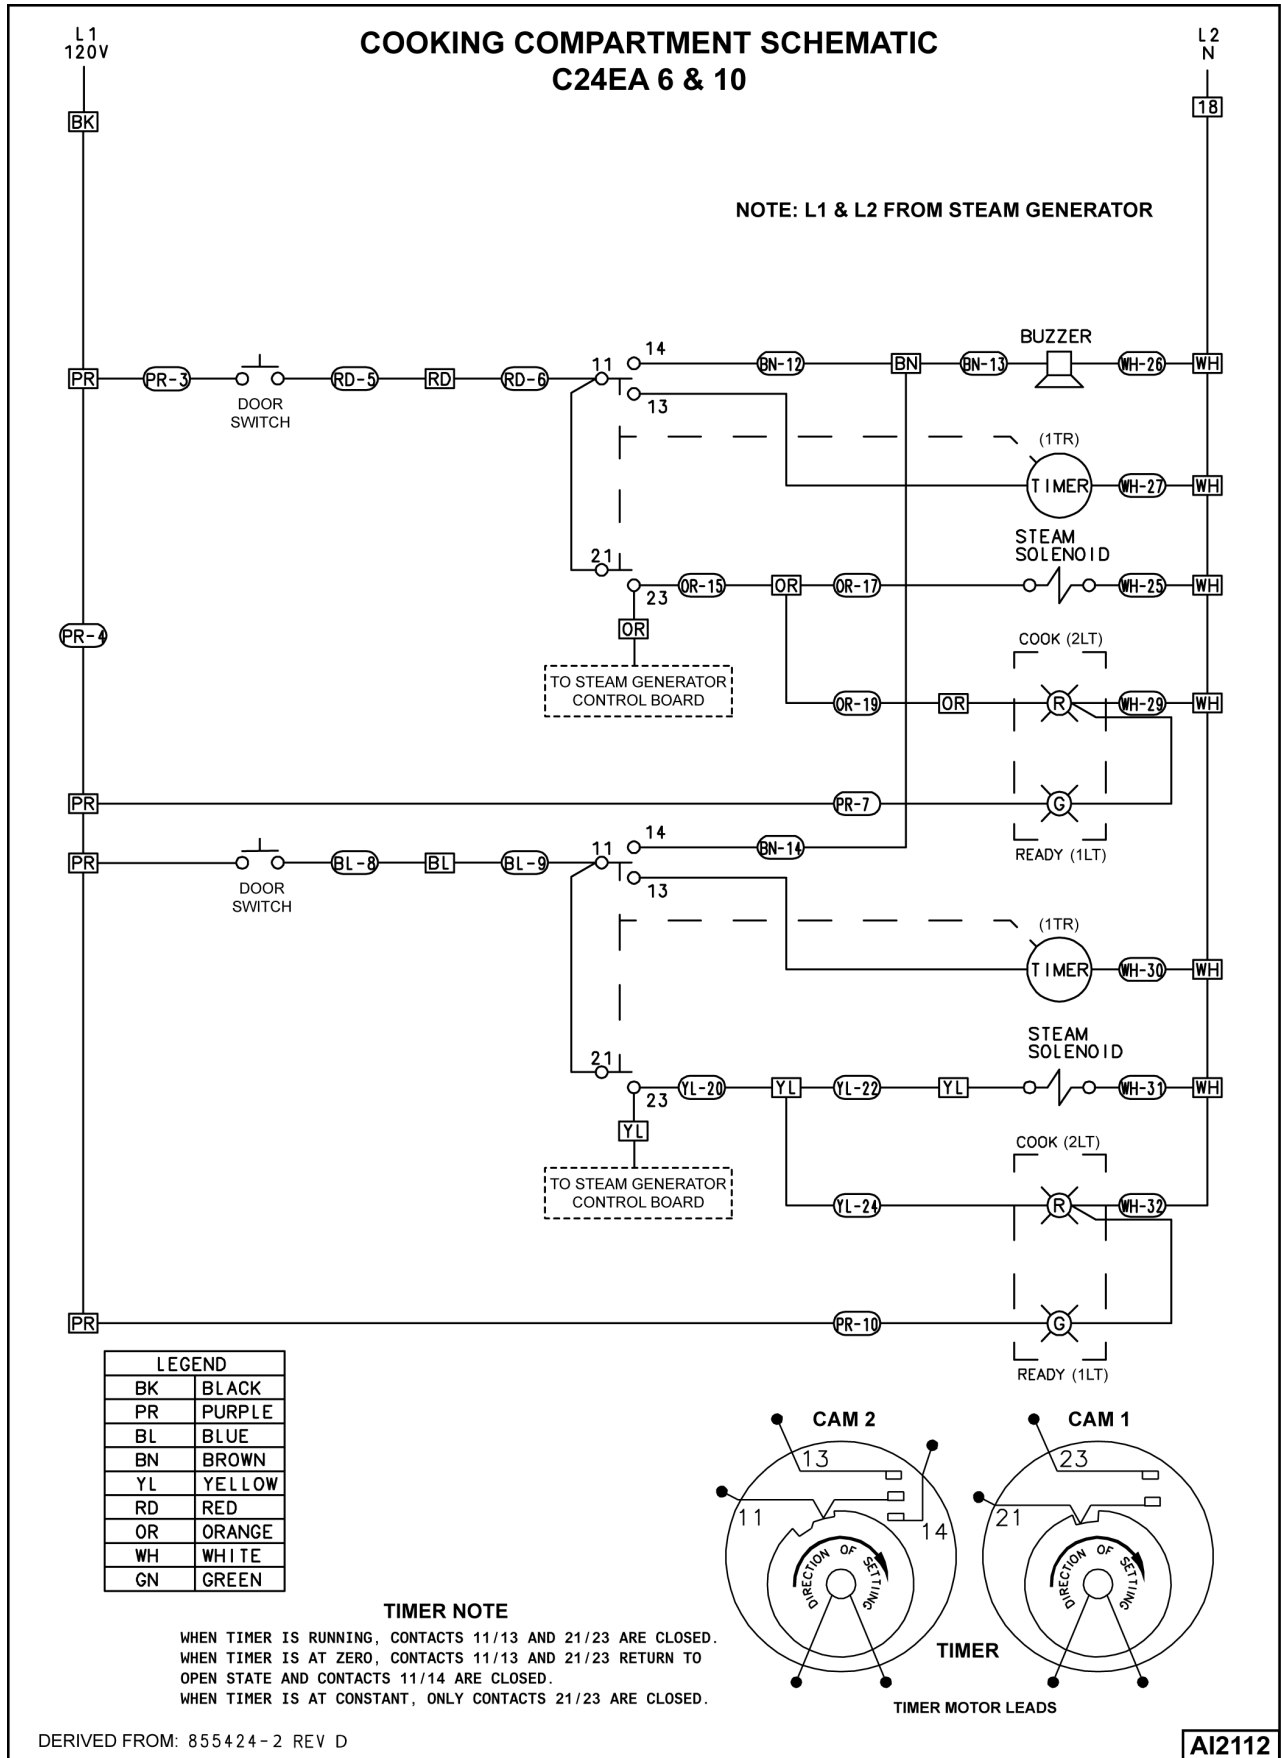 L1
120V
COOKING COMPARTMENT SCHEMATIC
C24EA 6 & 10
L2
N
BK
18
NOTE: L1 & L2 FROM STEAM GENERATOR
BUZZER
14
11
13
PR
PR-3
RD-5
RD
RD-6
BN-12
BN
BN-13
WH-26
WH
DOOR
SWITCH
(1TR)
TIMER
WH-27
WH
STEAM
SOLENOID
21
23
OR-15
OR
OR-17
WH-25
WH
OR
PR-4
COOK (2LT)
TO STEAM GENERATOR
CONTROL BOARD
OR-19
OR
R
WH-29
WH
PR
PR-7
G
READY (1LT)
14
11
13
BN-14
PR
BL-8
BL
BL-9
DOOR
SWITCH
(1TR)
TIMER
WH-30
WH
STEAM
SOLENOID
21
23
YL-20
YL
YL-22
YL
WH-31
WH
YL
COOK (2LT)
TO STEAM GENERATOR
CONTROL BOARD
YL-24
R
WH-32
PR
PR-10
G
READY (1LT)
LEGEND
BK BLACK
PR PURPLE
BL BLUE
BN BROWN
YL YELLOW
RD RED
OR ORANGE
WH WHITE
GN GREEN
CAM 2
13
11
14
DIRECTION OF SETTING
CAM 1
23
21
DIRECTION OF SETTING
TIMER
TIMER MOTOR LEADS
TIMER NOTE
WHEN TIMER IS RUNNING, CONTACTS 11/13 AND 21/23 ARE CLOSED.
WHEN TIMER IS AT ZERO, CONTACTS 11/13 AND 21/23 RETURN TO
OPEN STATE AND CONTACTS 11/14 ARE CLOSED.
WHEN TIMER IS AT CONSTANT, ONLY CONTACTS 21/23 ARE CLOSED.
DERIVED FROM: 855424-2 REV D
AI2112